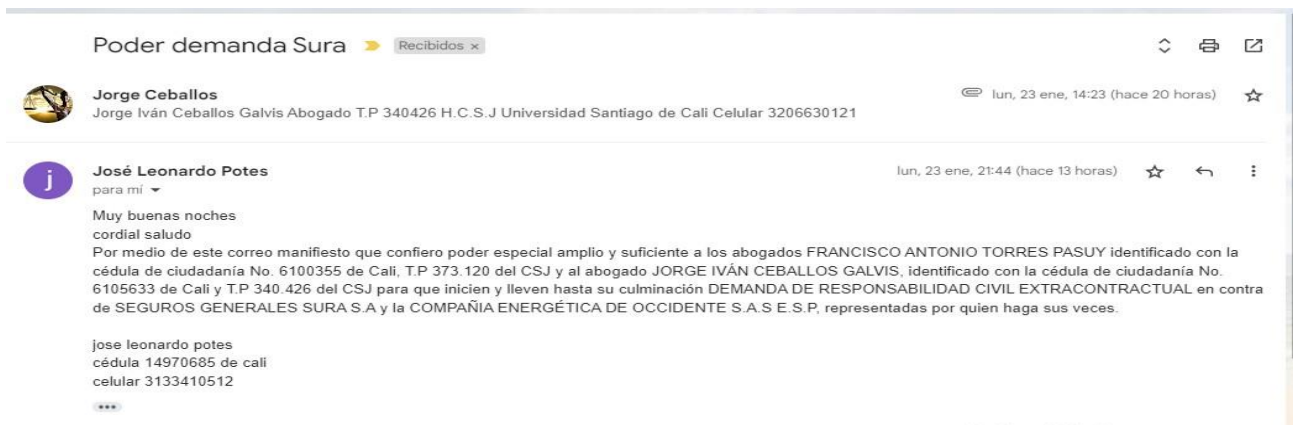 Poder demanda Sura Recibidos x
Jorge Ceballos lun, 23 ene, 14:23 (hace 20 horas)
Jorge Iván Ceballos Galvis Abogado T.P 340426 H.C.S.J Universidad Santiago de Cali Celular 3206630121
j
José Leonardo Potes lun, 23 ene, 21:44 (hace 13 horas)
para mí
Muy buenas noches
cordial saludo
Por medio de este correo manifiesto que confiero poder especial amplio y suficiente a los abogados FRANCISCO ANTONIO TORRES PASUY identificado con la
cédula de ciudadanía No. 6100355 de Cali, T.P 373.120 del CSJ y al abogado JORGE IVÁN CEBALLOS GALVIS, identificado con la cédula de ciudadanía No.
6105633 de Cali y T.P 340.426 del CSJ para que inicien y lleven hasta su culminación DEMANDA DE RESPONSABILIDAD CIVIL EXTRACONTRACTUAL en contra
de SEGUROS GENERALES SURA S.A y la COMPAÑIA ENERGÉTICA DE OCCIDENTE S.A.S E.S.P, representadas por quien haga sus veces.
jose leonardo potes
cédula 14970685 de cali
celular 3133410512